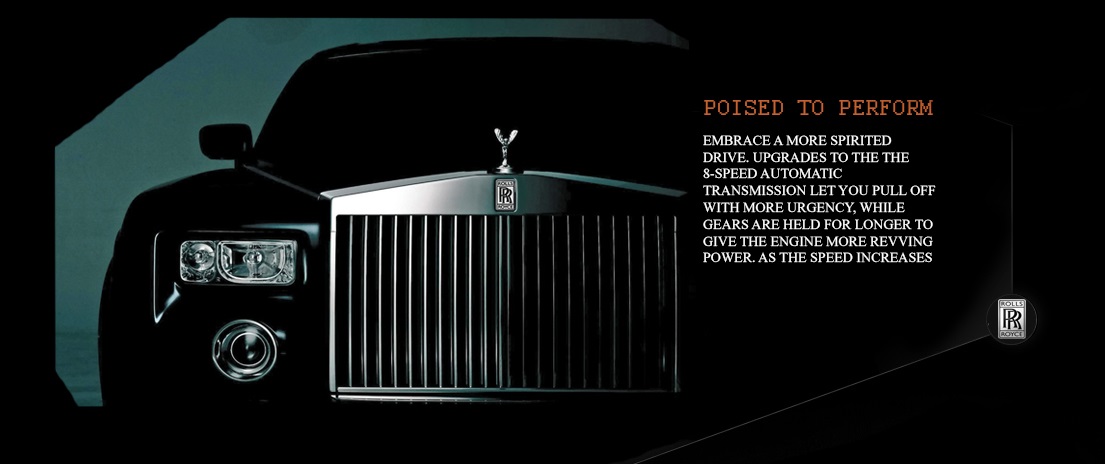 POISED TO PERFORM
EMBRACE A MORE SPIRITED
DRIVE. UPGRADES TO THE THE
8-SPEED AUTOMATIC
TRANSMISSION LET YOU PULL OFF
WITH MORE URGENCY, WHILE
GEARS ARE HELD FOR LONGER TO
GIVE THE ENGINE MORE REVVING
POWER. AS THE SPEED INCREASES
ROLLS
RR
ROYCE
ROLLS
RR
ROYCE